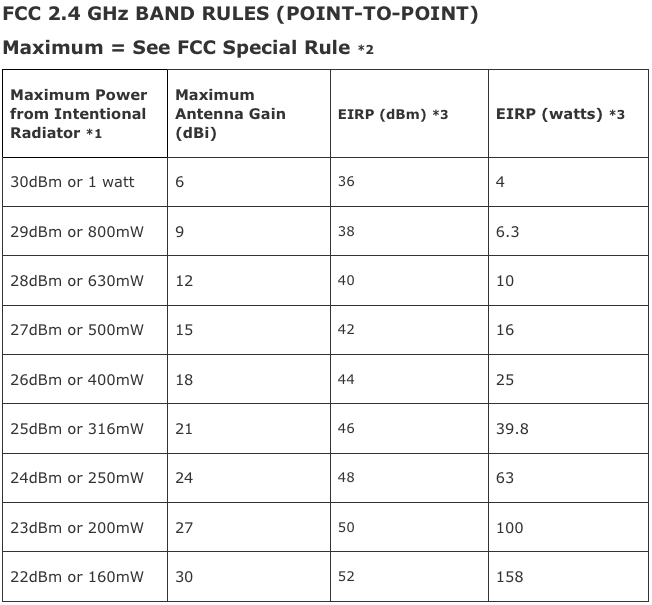 FCC 2.4 GHz BAND RULES (POINT-TO-POINT)
Maximum = See FCC Special Rule *2
Maximum Power from Intentional Radiator *1 Maximum Antenna Gain (dBi) EIRP (dBm) *3 EIRP (watts) *3
30dBm or 1 watt 6 36 4
29dBm or 800mW 9 38 6.3
28dBm or 630mW 12 40 10
27dBm or 500mW 15 42 16
26dBm or 400mW 18 44 25
25dBm or 316mW 21 46 39.8
24dBm or 250mW 24 48 63
23dBm or 200mW 27 50 100
22dBm or 160mW 30 52 158